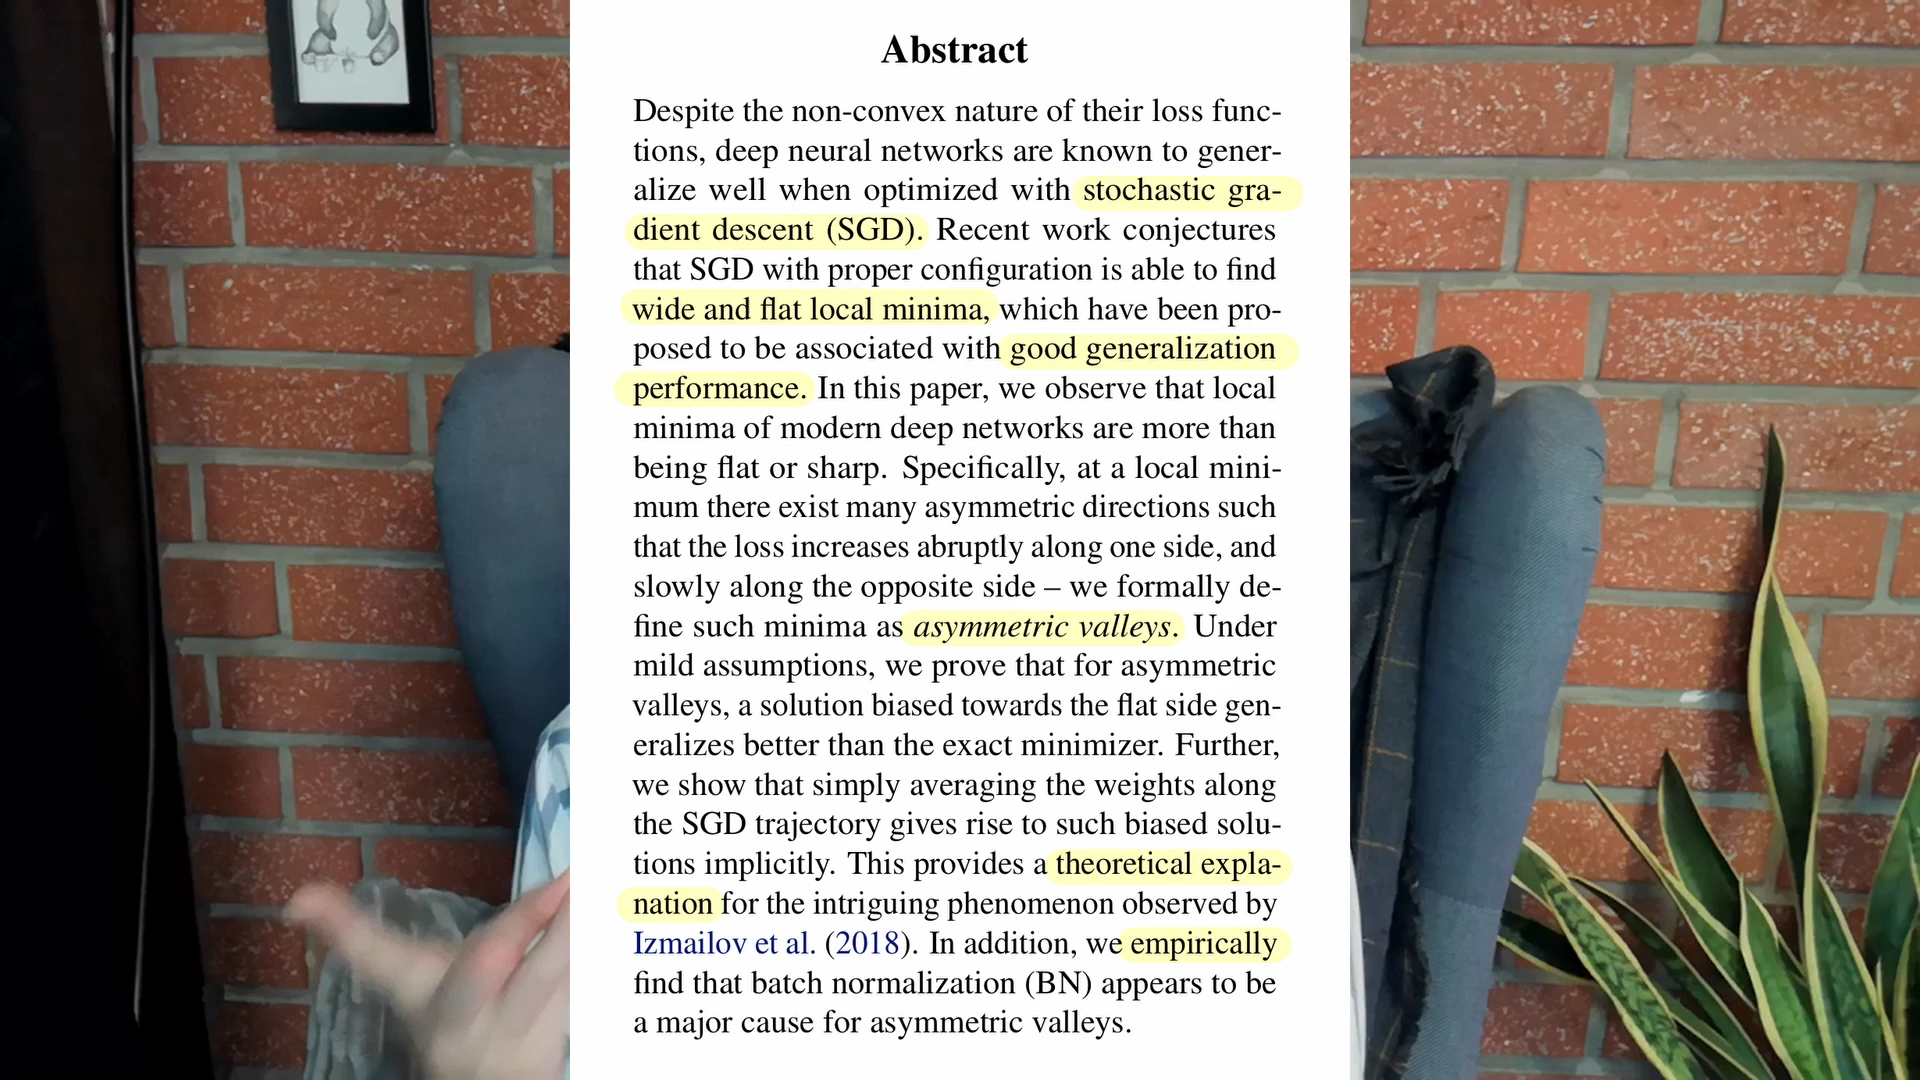 Abstract
Despite the non-convex nature of their loss func-
tions, deep neural networks are known to gener-
alize well when optimized with stochastic gra-
dient descent (SGD). Recent work conjectures
that SGD with proper configuration is able to find
wide and flat local minima, which have been pro-
posed to be associated with good generalization
performance. In this paper, we observe that local
minima of modern deep networks are more than
being flat or sharp. Specifically, at a local mini-
mum there exist many asymmetric directions such
that the loss increases abruptly along one side, and
slowly along the opposite side – we formally de-
fine such minima as asymmetric valleys. Under
mild assumptions, we prove that for asymmetric
valleys, a solution biased towards the flat side gen-
eralizes better than the exact minimizer. Further,
we show that simply averaging the weights along
the SGD trajectory gives rise to such biased solu-
tions implicitly. This provides a theoretical expla-
nation for the intriguing phenomenon observed by
Izmailov et al. (2018). In addition, we empirically
find that batch normalization (BN) appears to be
a major cause for asymmetric valleys.